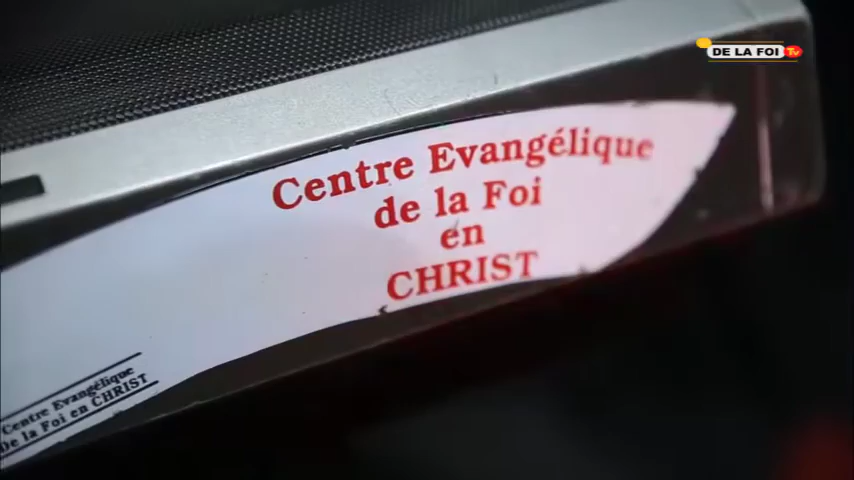 DE LA FOI Tv
Centre Evangélique
de la Foi
en
CHRIST
Centre Evangélique
De la Foi en CHRIST